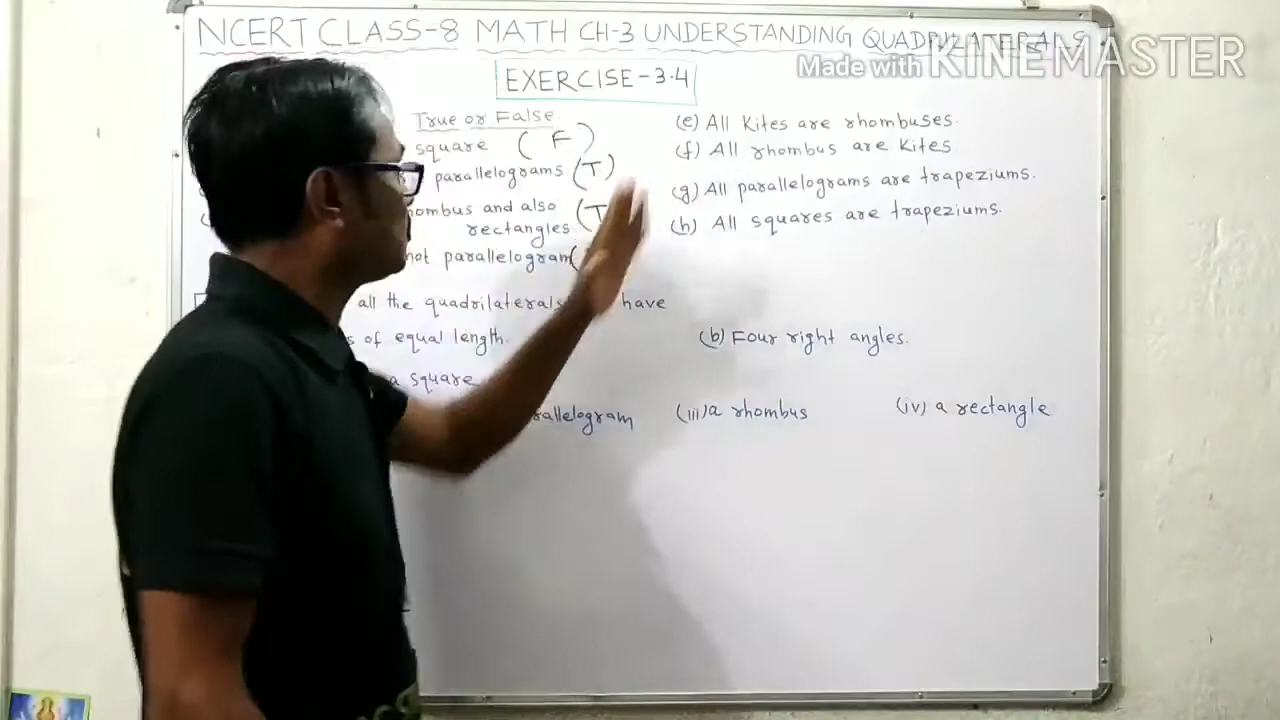 NCERT CLASS-8 MATH CH-3 UNDERSTANDING QUADRILATERALS
Made with KINEMASTER
EXERCISE-3.4
True or False.
square ( F )
parallelograms (T)
rhombus and also (T
rectangles
not parallelogram(
(e) All Kites are rhombuses.
(f) All rhombus are Kites
(g) All parallelograms are trapeziums.
(h) All squares are trapeziums.
all the quadrilaterals have
of equal length.
(b) Four right angles.
a square
parallelogram
(iii) a rhombus
(iv) a rectangle